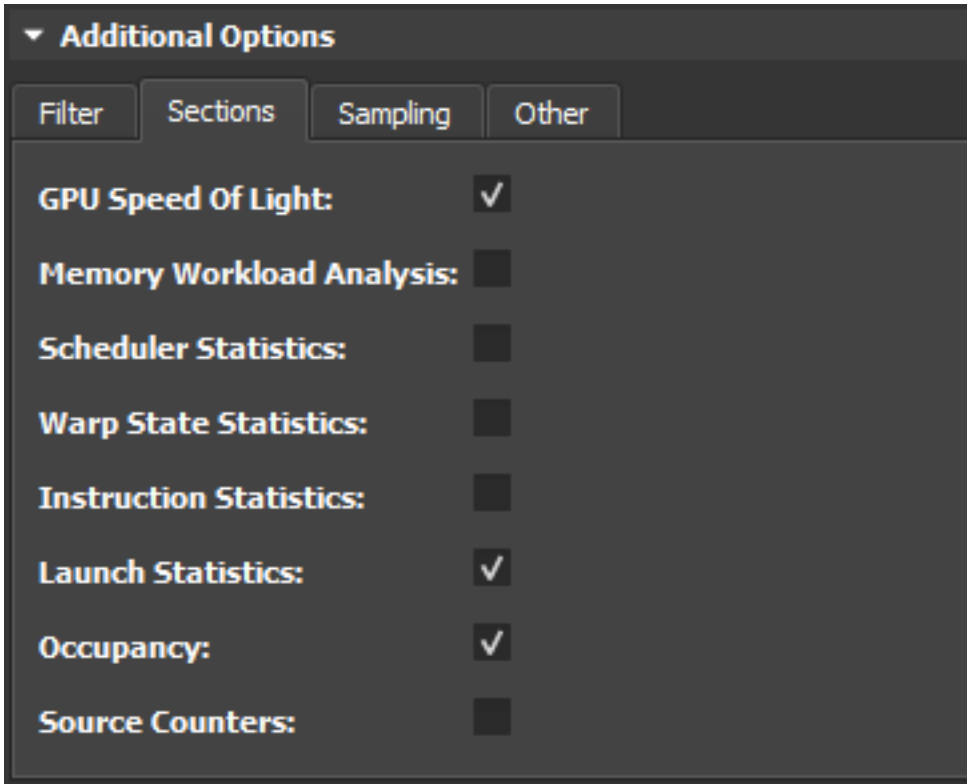 Additional Options
Filter Sections Sampling Other
GPU Speed Of Light:
Memory Workload Analysis:
Scheduler Statistics:
Warp State Statistics:
Instruction Statistics:
Launch Statistics:
Occupancy:
Source Counters: